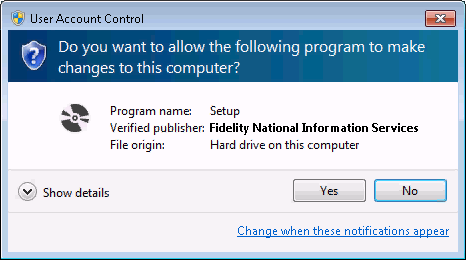 User Account Control
Do you want to allow the following program to make
changes to this computer?
Program name: Setup
Verified publisher: Fidelity National Information Services
File origin: Hard drive on this computer
Show details
Yes
No
Change when these notifications appear